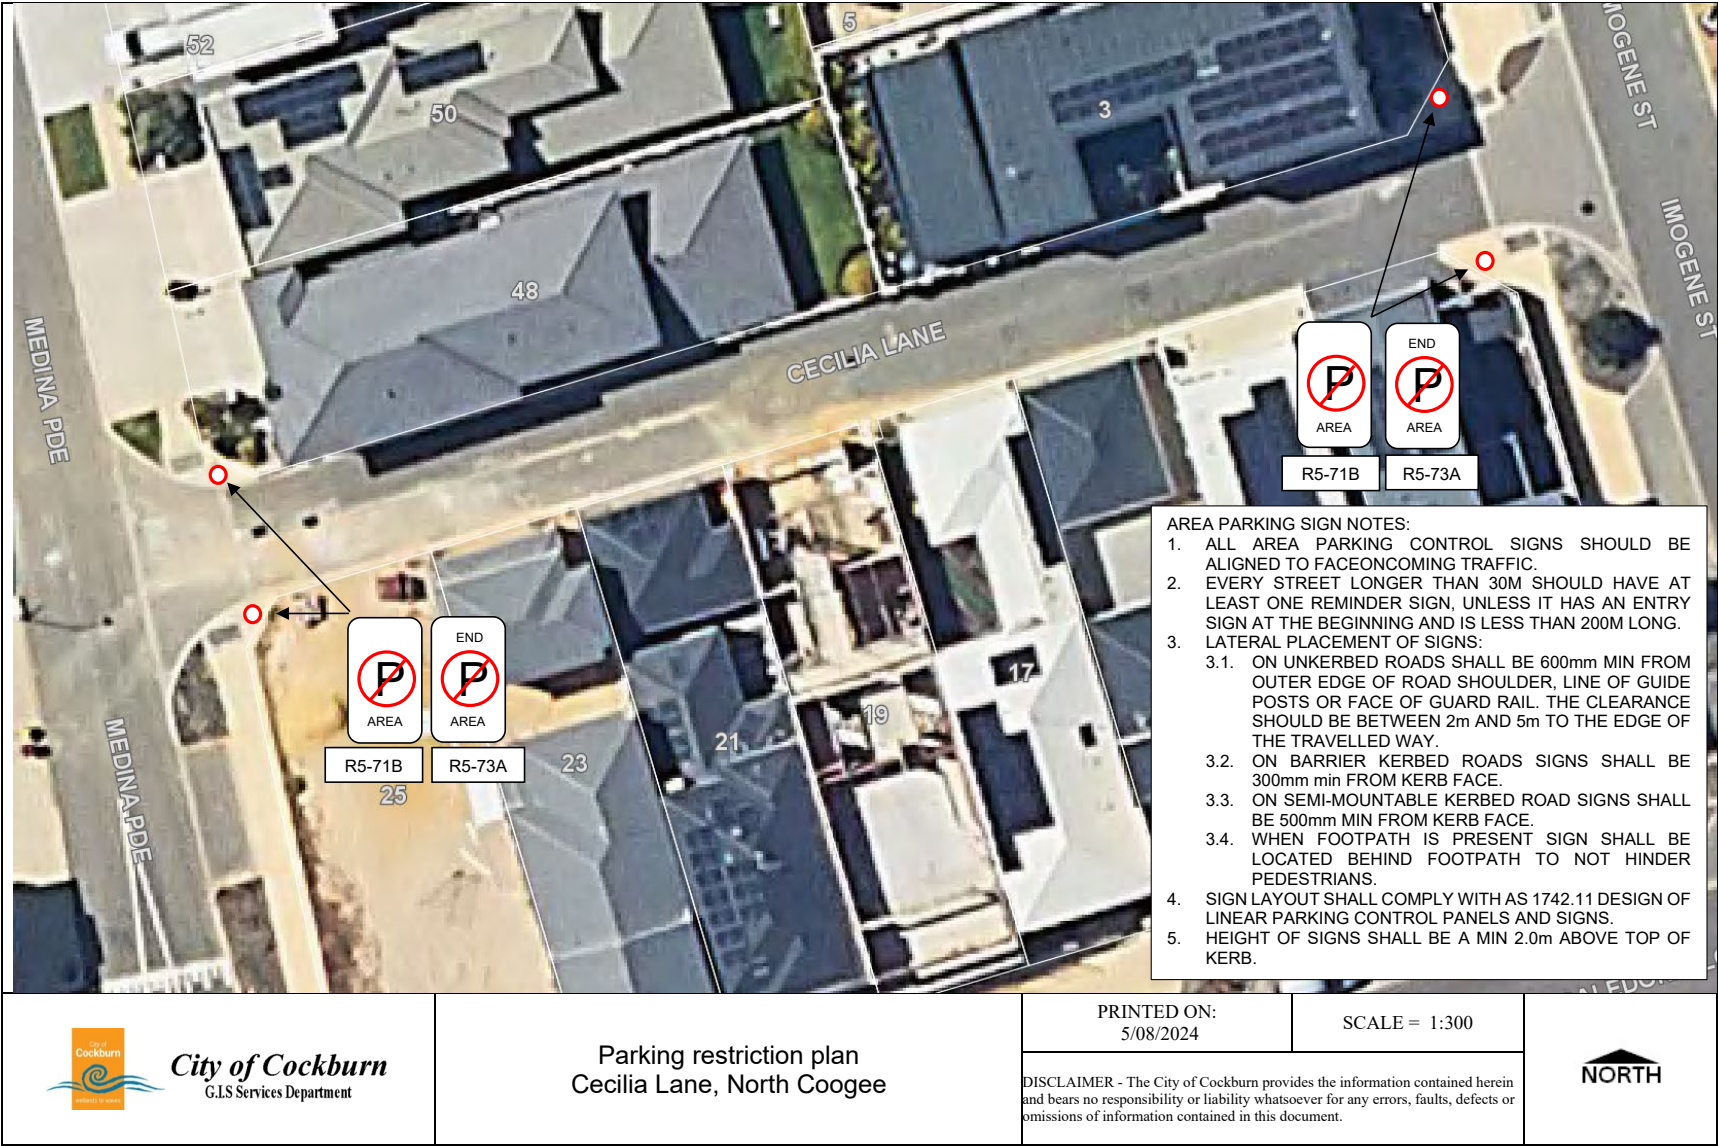 52
5
50
3
48
IMOGENE ST
IMOGENE ST
MEDINA PDE
CECILIA LANE
P
AREA
END
P
AREA
R5-71B
R5-73A
AREA PARKING SIGN NOTES:
1. ALL AREA PARKING CONTROL SIGNS SHOULD BE
ALIGNED TO FACEONCOMING TRAFFIC.
2. EVERY STREET LONGER THAN 30M SHOULD HAVE AT
LEAST ONE REMINDER SIGN, UNLESS IT HAS AN ENTRY
SIGN AT THE BEGINNING AND IS LESS THAN 200M LONG.
3. LATERAL PLACEMENT OF SIGNS:
3.1. ON UNKERBED ROADS SHALL BE 600mm MIN FROM
OUTER EDGE OF ROAD SHOULDER, LINE OF GUIDE
POSTS OR FACE OF GUARD RAIL. THE CLEARANCE
SHOULD BE BETWEEN 2m AND 5m TO THE EDGE OF
THE TRAVELLED WAY.
3.2. ON BARRIER KERBED ROADS SIGNS SHALL BE
300mm min FROM KERB FACE.
3.3. ON SEMI-MOUNTABLE KERBED ROAD SIGNS SHALL
BE 500mm MIN FROM KERB FACE.
3.4. WHEN FOOTPATH IS PRESENT SIGN SHALL BE
LOCATED BEHIND FOOTPATH TO NOT HINDER
PEDESTRIANS.
4. SIGN LAYOUT SHALL COMPLY WITH AS 1742.11 DESIGN OF
LINEAR PARKING CONTROL PANELS AND SIGNS.
5. HEIGHT OF SIGNS SHALL BE A MIN 2.0m ABOVE TOP OF
KERB.
P
AREA
END
P
AREA
R5-71B
R5-73A
MEDINA PDE
25
23
21
19
17
City of
Cockburn
wetlands to waves
City of Cockburn
G.I.S Services Department
Parking restriction plan
Cecilia Lane, North Coogee
PRINTED ON:
5/08/2024
SCALE = 1:300
DISCLAIMER - The City of Cockburn provides the information contained herein
and bears no responsibility or liability whatsoever for any errors, faults, defects or
omissions of information contained in this document.
NORTH